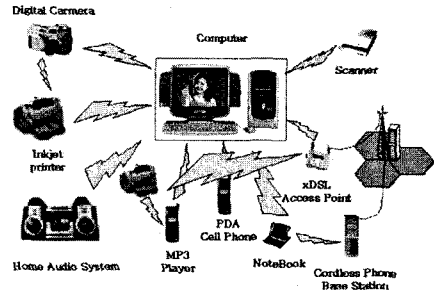 Digital Carmera
Computer
Scanner
Inkjet
printer
xDSL
Access Point
PDA
Cell Phone
MP3
Player
NoteBook
Home Audio System
Cordless Phone
Base Station